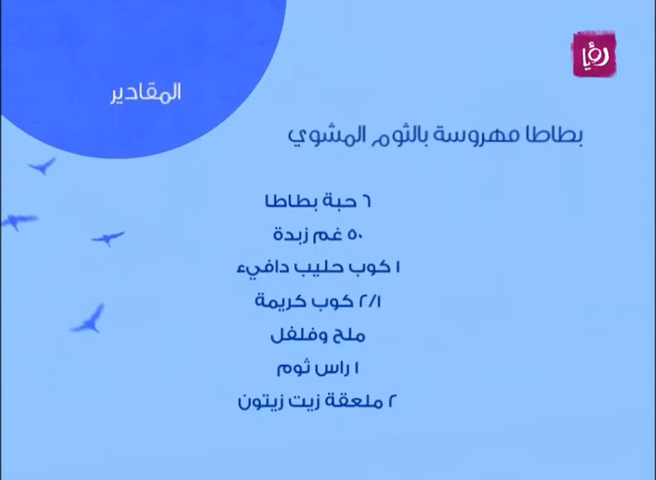 رؤيا
المقادير
بطاطا مهروسة بالثوم المشوي
٦ حبة بطاطا
٥٠ غم زبدة
١ كوب حليب دافيء
٢/١ كوب كريمة
ملح وفلفل
١ راس ثوم
٢ ملعقة زيت زيتون